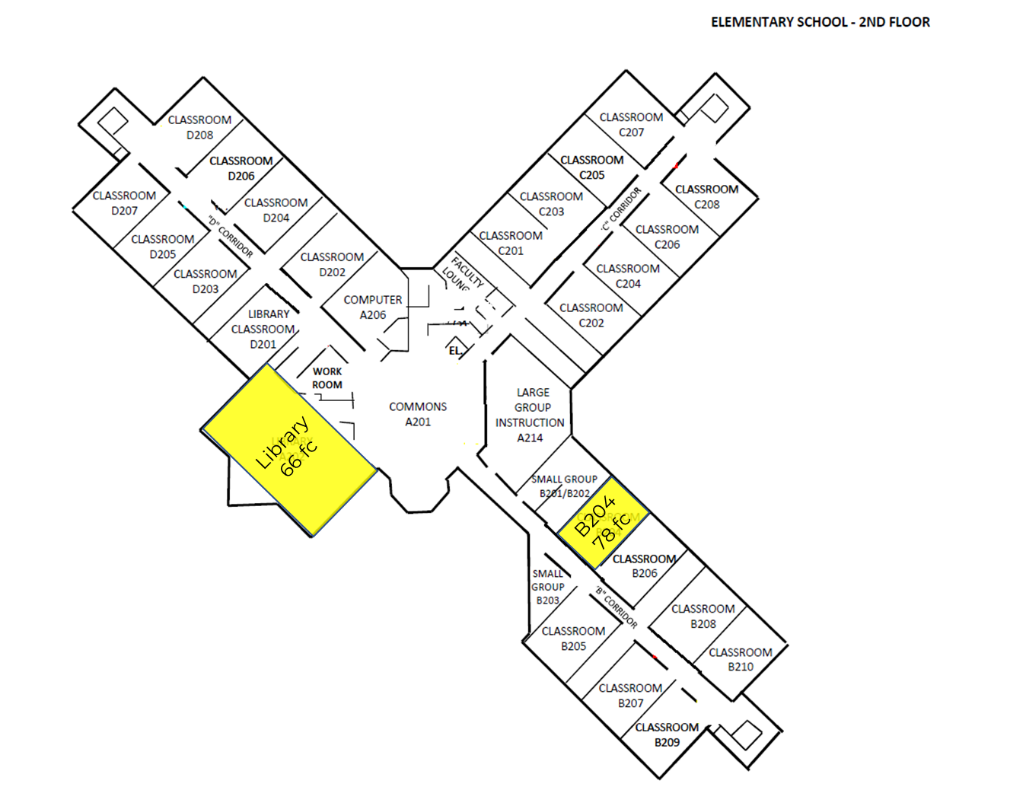 ELEMENTARY SCHOOL - 2ND FLOOR
CLASSROOM
D208
CLASSROOM
D206
CLASSROOM
D204
CLASSROOM
D202
COMPUTER
A206
CLASSROOM
D207
CLASSROOM
D205
CLASSROOM
D203
LIBRARY
CLASSROOM
D201
"D" CORRIDOR
WORK
ROOM
Library
66 fc
COMMONS
A201
EL.
FACULTY
CLASSROOM
C207
CLASSROOM
C205
CLASSROOM
C203
CLASSROOM
C201
"C" CORRIDOR
CLASSROOM
C208
CLASSROOM
C206
CLASSROOM
C204
CLASSROOM
C202
LARGE
GROUP
INSTRUCTION
A214
SMALL GROUP
B201/B202
B204
78 fc
CLASSROOM
B206
CLASSROOM
B208
CLASSROOM
B210
"B" CORRIDOR
SMALL
GROUP
B203
CLASSROOM
B205
CLASSROOM
B207
CLASSROOM
B209